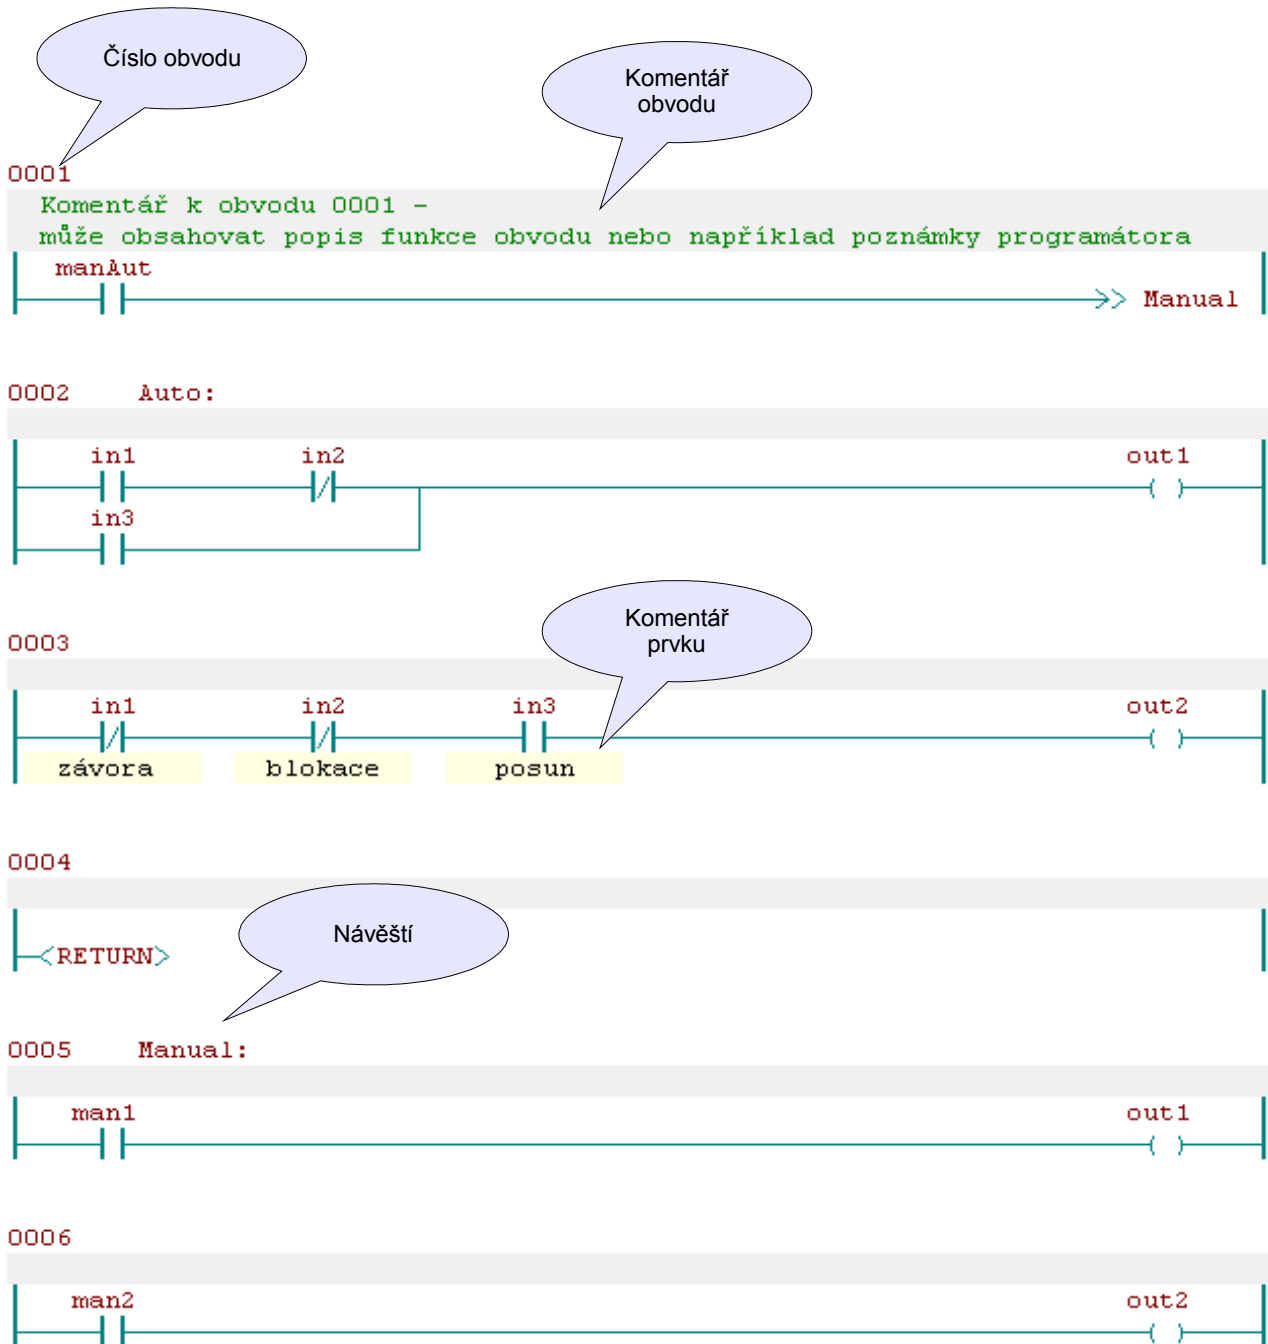 Číslo obvodu
Komentář
obvodu
0001
Komentář k obvodu 0001 -
může obsahovat popis funkce obvodu nebo například poznámky programátora
manAut
Manual
0002 Auto:
in1 in2 out1
in3
Komentář
prvku
0003
in1 in2 in3 out2
závora blokace posun
0004
Návěští
<RETURN>
0005 Manual:
man1 out1
0006
man2 out2